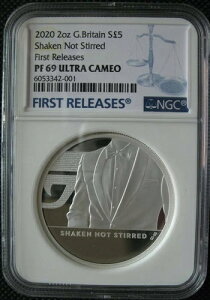 2020 2oz G.Britain S£5
Shaken Not Stirred
First Releases
PF 69 ULTRA CAMEO
6053342-001
FIRST RELEASES®
NGC
SHAKEN NOT STIRRED